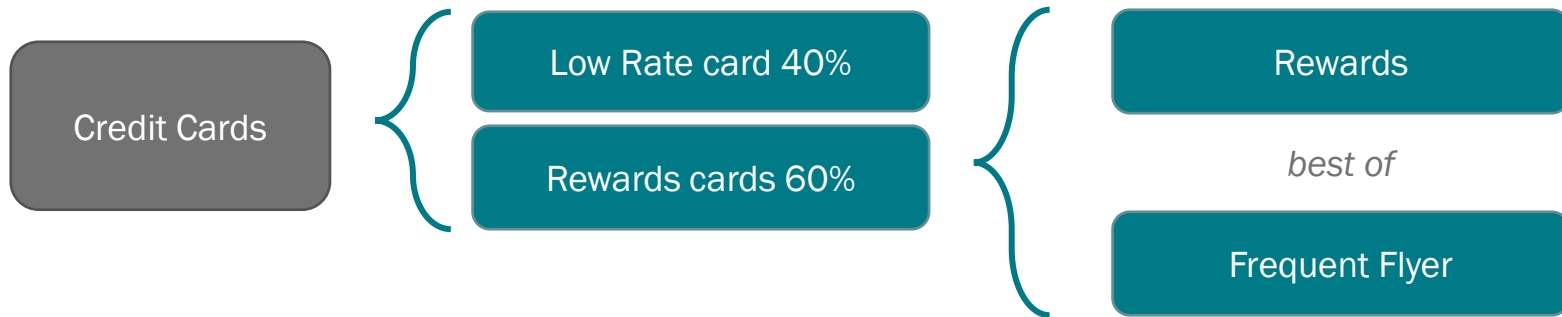 Credit Cards
Low Rate card 40%
Rewards cards 60%
Rewards
best of
Frequent Flyer